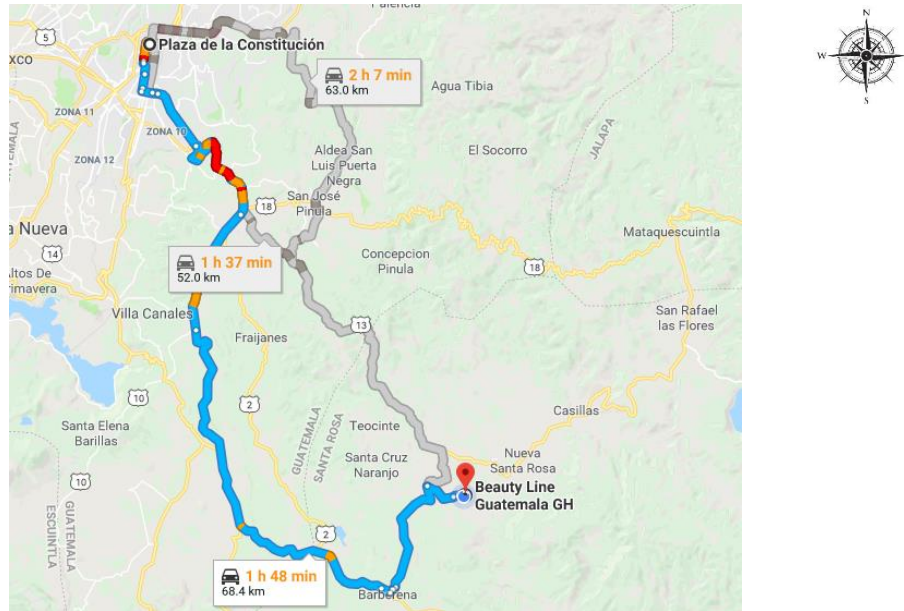 N
W
S
5
Plaza de la Constitución
xco
2 h 7 min
63.0 km
Agua Tibia
ZONA 11
ZONA 10
ZONA 12
Aldea San
Luis Puerta
Negra
El Socorro
JALAPA
18
San José
Pinula
a Nueva
14
Mataquescuintla
1 h 37 min
52.0 km
Concepcion
Pinula
18
Altos De
rimavera
Villa Canales
13
San Rafael
las Flores
Fraijanes
10
2
Casillas
Santa Elena
Barillas
10
GUATEMALA
SANTA ROSA
Teocinte
Santa Cruz
Naranjo
Nueva
Santa Rosa
Beauty Line
Guatemala GH
GUATEMALA
ESCUINTLA
2
1 h 48 min
68.4 km
Barberena